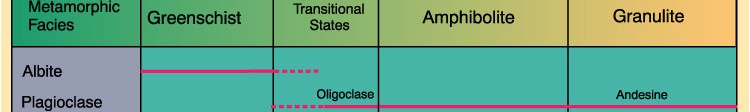 Metamorphic
Facies
Greenschist
Transitional
States
Amphibolite
Granulite
Albite
Plagioclase
Oligoclase
Andesine